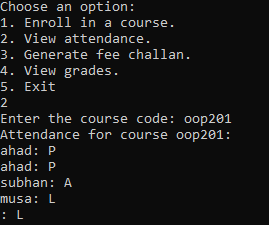 Choose an option:
1. Enroll in a course.
2. View attendance.
3. Generate fee challan.
4. View grades.
5. Exit
2
Enter the course code: oop201
Attendance for course oop201:
ahad: P
ahad: P
subhan: A
musa: L
: L